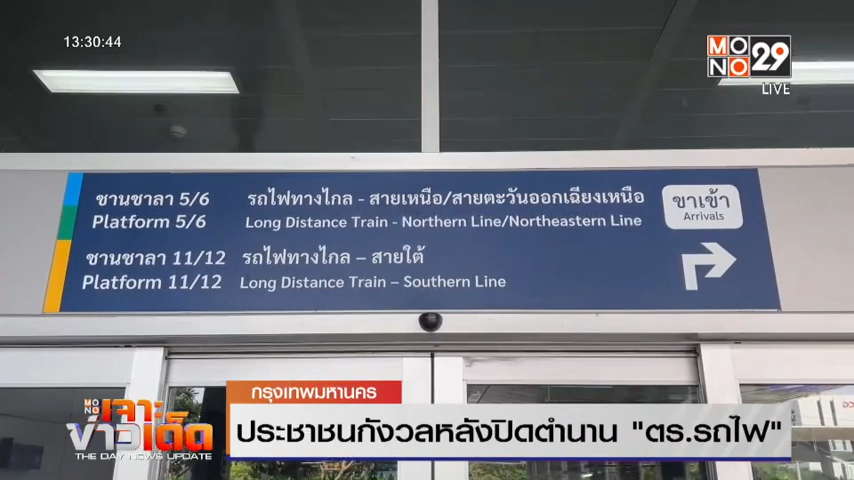 13:30:44
MONO 29
LIVE
ชานชาลา 5/6 รถไฟทางไกล - สายเหนือ/สายตะวันออกเฉียงเหนือ
Platform 5/6 Long Distance Train - Northern Line/Northeastern Line
ขาเข้า
Arrivals
ชานชาลา 11/12 รถไฟทางไกล – สายใต้
Platform 11/12 Long Distance Train – Southern Line
กรุงเทพมหานคร
MONO
เจาะ
ข่าวเด็ด
THE DAY NEWS UPDATE
ประชาชนกังวลหลังปิดตำนาน "ตร.รถไฟ"